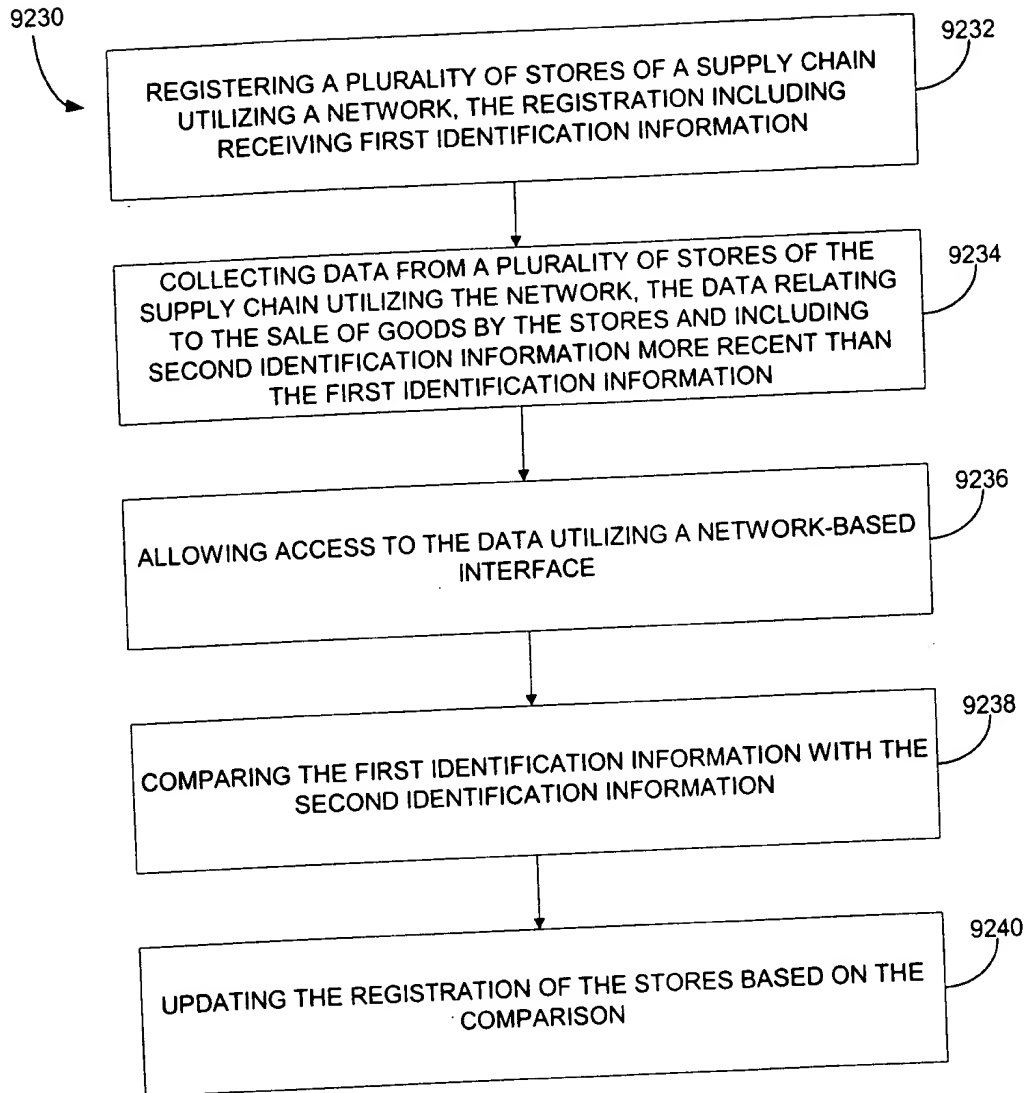 9230
9232
REGISTERING A PLURALITY OF STORES OF A SUPPLY CHAIN
UTILIZING A NETWORK, THE REGISTRATION INCLUDING
RECEIVING FIRST IDENTIFICATION INFORMATION
9234
COLLECTING DATA FROM A PLURALITY OF STORES OF THE
SUPPLY CHAIN UTILIZING THE NETWORK, THE DATA RELATING
TO THE SALE OF GOODS BY THE STORES AND INCLUDING
SECOND IDENTIFICATION INFORMATION MORE RECENT THAN
THE FIRST IDENTIFICATION INFORMATION
9236
ALLOWING ACCESS TO THE DATA UTILIZING A NETWORK-BASED
INTERFACE
9238
COMPARING THE FIRST IDENTIFICATION INFORMATION WITH THE
SECOND IDENTIFICATION INFORMATION
9240
UPDATING THE REGISTRATION OF THE STORES BASED ON THE
COMPARISON